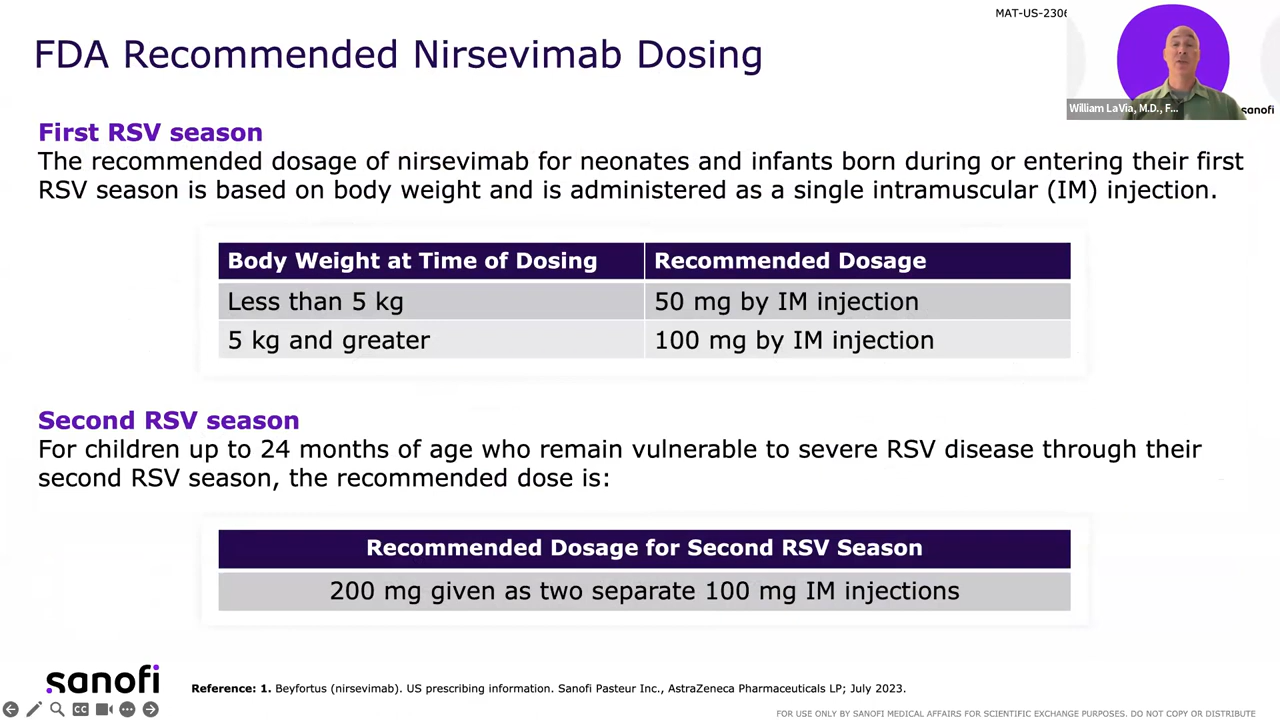 MAT-US-2306
FDA Recommended Nirsevimab Dosing
William LaVia, M.D., F...
sanofi
First RSV season
The recommended dosage of nirsevimab for neonates and infants born during or entering their first
RSV season is based on body weight and is administered as a single intramuscular (IM) injection.
Body Weight at Time of Dosing Recommended Dosage
Less than 5 kg 50 mg by IM injection
5 kg and greater 100 mg by IM injection
Second RSV season
For children up to 24 months of age who remain vulnerable to severe RSV disease through their
second RSV season, the recommended dose is:
Recommended Dosage for Second RSV Season
200 mg given as two separate 100 mg IM injections
sanofi
Reference: 1. Beyfortus (nirsevimab). US prescribing information. Sanofi Pasteur Inc., AstraZeneca Pharmaceuticals LP; July 2023.
CC
FOR USE ONLY BY SANOFI MEDICAL AFFAIRS FOR SCIENTIFIC EXCHANGE PURPOSES. DO NOT COPY OR DISTRIBUTE